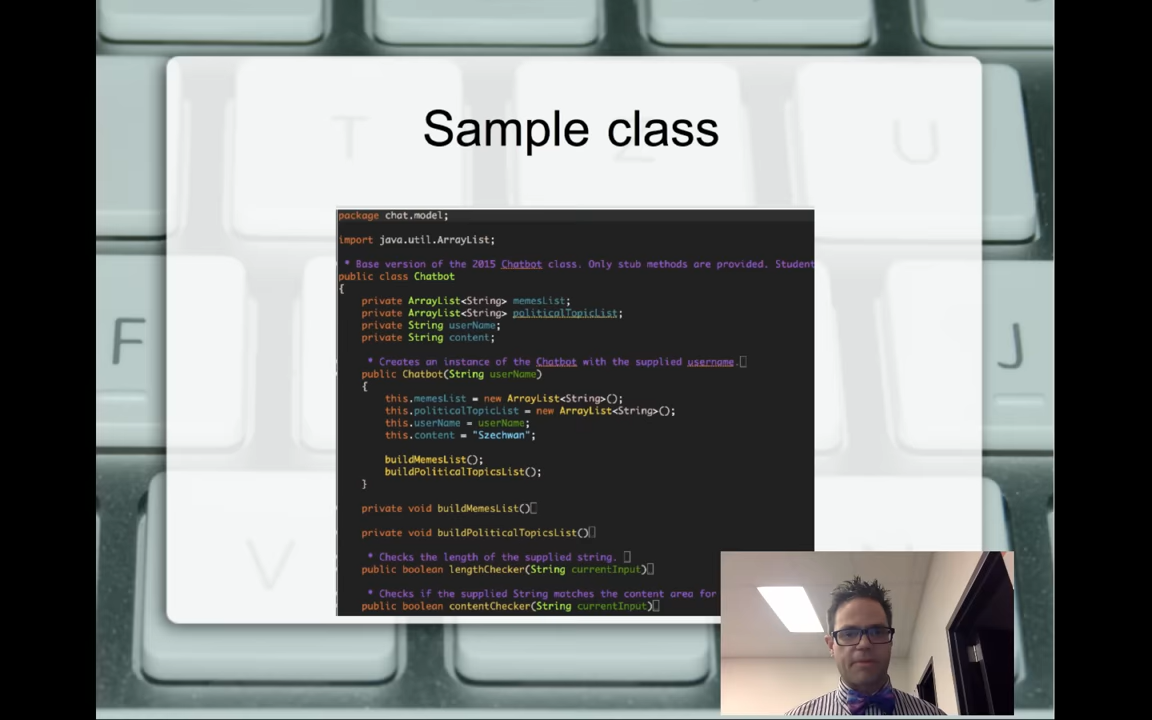 T
Z
U
Sample class
package chat.model;
import java.util.ArrayList;
* Base version of the 2015 Chatbot class. Only stub methods are provided. Student
public class Chatbot
{
private ArrayList<String> memesList;
private ArrayList<String> politicalTopicList;
private String userName;
private String content;
* Creates an instance of the Chatbot with the supplied username.
public Chatbot(String userName)
{
this.memesList = new ArrayList<String>();
this.politicalTopicList = new ArrayList<String>();
this.userName = userName;
this.content = "Szechwan";
buildMemesList();
buildPoliticalTopicsList();
}
private void buildMemesList()
private void buildPoliticalTopicsList()
* Checks the length of the supplied string.
public boolean lengthChecker(String currentInput)
* Checks if the supplied String matches the content area for
public boolean contentChecker(String currentInput)
F
J
V